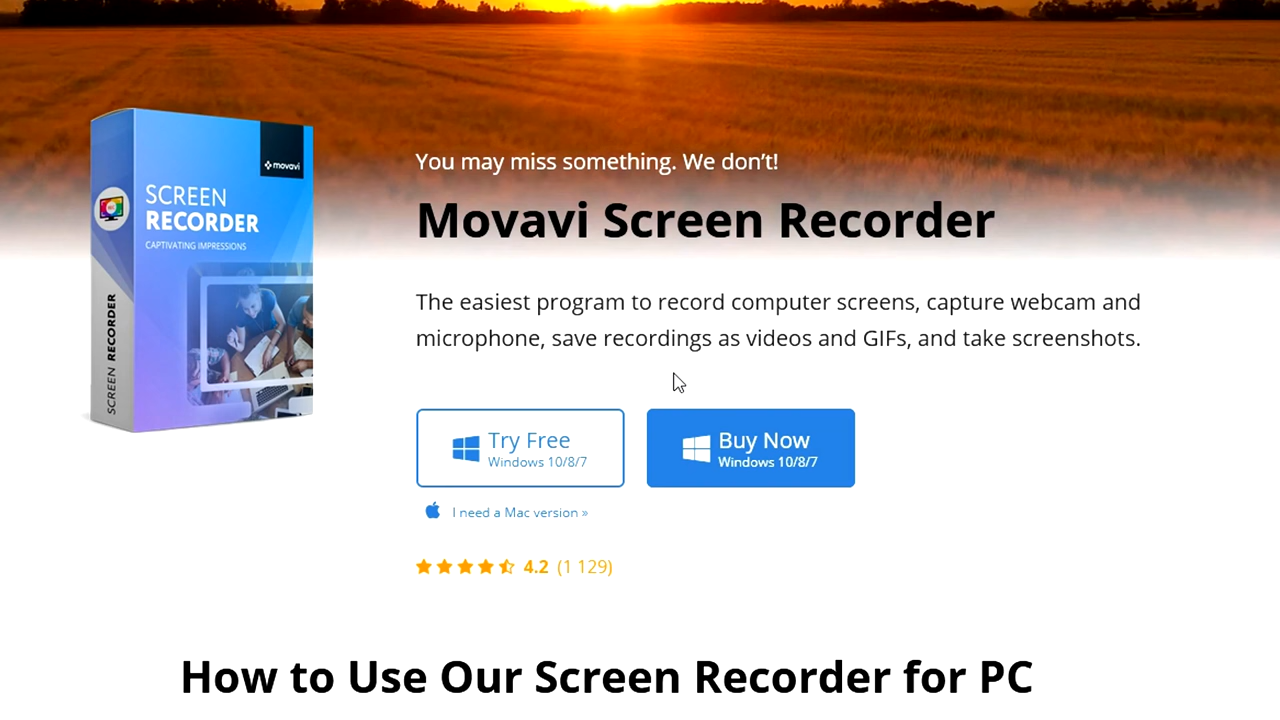 You may miss something. We don't!
Movavi Screen Recorder
movavi
SCREEN
RECORDER
CAPTIVATING IMPRESSIONS
SCREEN RECORDER
The easiest program to record computer screens, capture webcam and
microphone, save recordings as videos and GIFs, and take screenshots.
Try Free
Windows 10/8/7
Buy Now
Windows 10/8/7
I need a Mac version »
4.2 (1 129)
How to Use Our Screen Recorder for PC